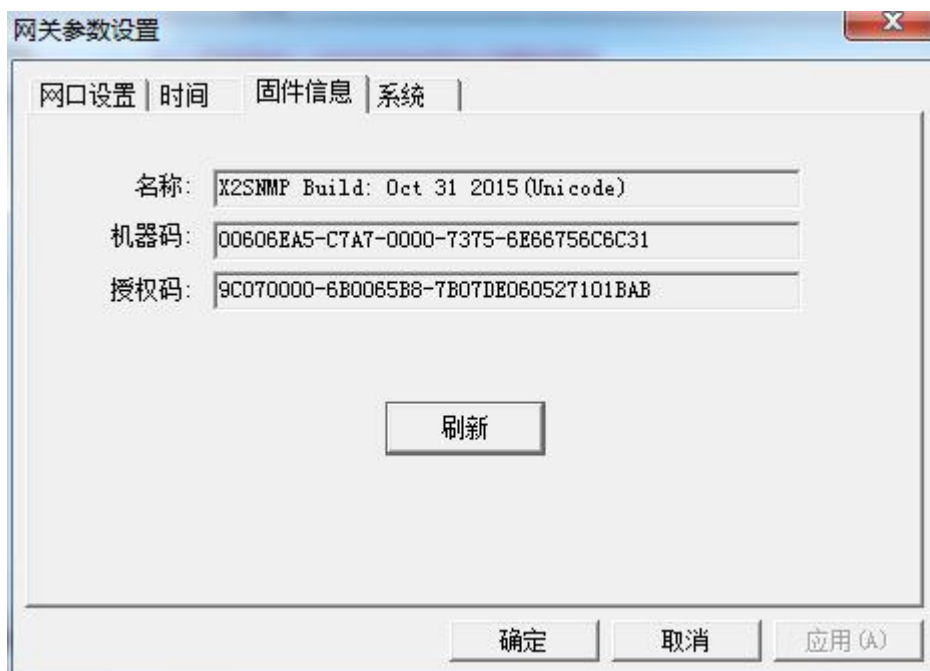 网关参数设置
网口设置 时间 固件信息 系统
名称: X2SNMP Build: Oct 31 2015(Unicode)
机器码: 00606EA5-C7A7-0000-7375-6E66756C6C31
授权码: 9C070000-6B0065B8-7B07DE060527101BAB
刷新
确定 取消 应用(A)